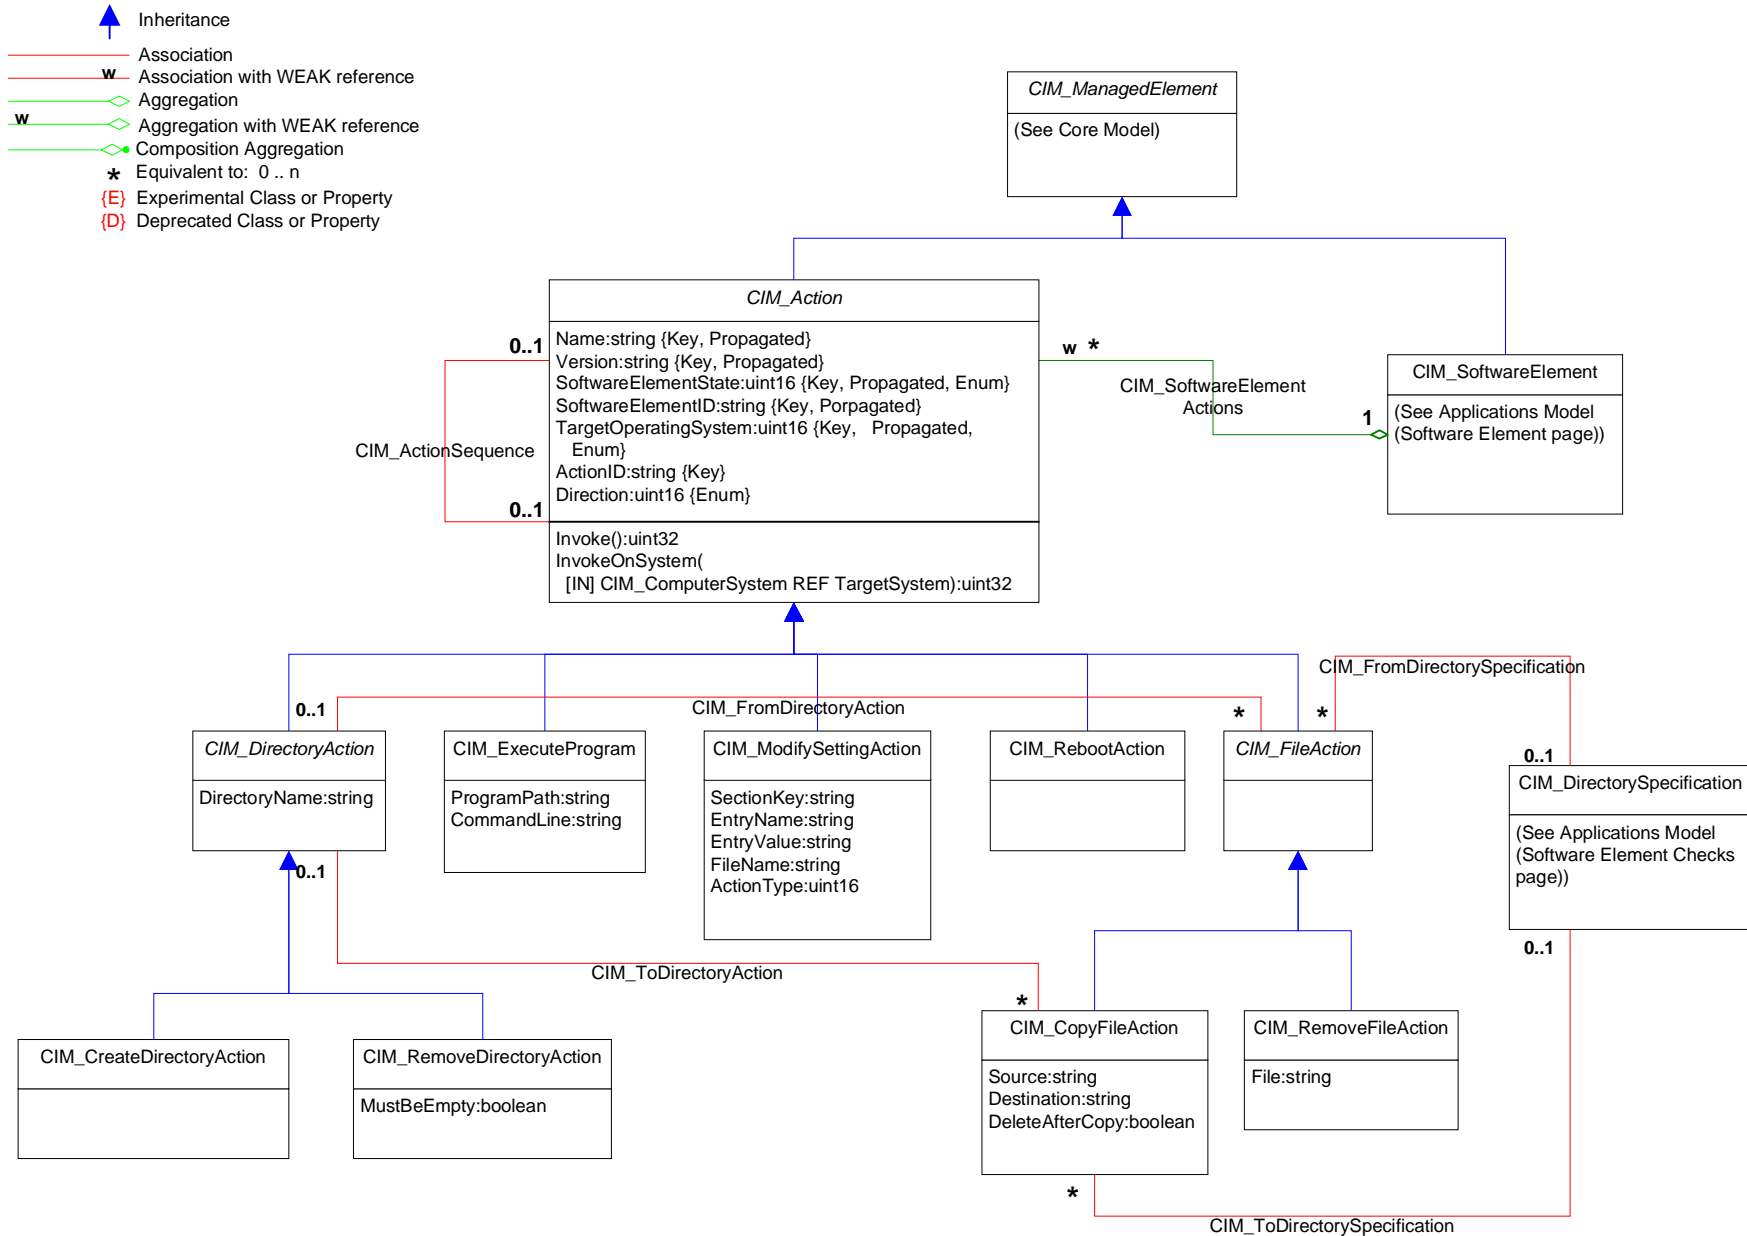 Inheritance
Association
w
Association with WEAK reference
Aggregation
w
Aggregation with WEAK reference
Composition Aggregation
* Equivalent to: 0 .. n
{E} Experimental Class or Property
{D} Deprecated Class or Property
CIM_ManagedElement
(See Core Model)
CIM_Action
Name:string {Key, Propagated}
Version:string {Key, Propagated}
SoftwareElementState:uint16 {Key, Propagated, Enum}
SoftwareElementID:string {Key, Porpagated}
TargetOperatingSystem:uint16 {Key, Propagated,
Enum}
ActionID:string {Key}
Direction:uint16 {Enum}
Invoke():uint32
InvokeOnSystem(
[IN] CIM_ComputerSystem REF TargetSystem):uint32
0..1
CIM_ActionSequence
0..1
w *
CIM_SoftwareElement
Actions
1
CIM_SoftwareElement
(See Applications Model
(Software Element page))
CIM_FromDirectorySpecification
0..1
CIM_FromDirectoryAction
*
*
0..1
CIM_DirectoryAction
DirectoryName:string
CIM_ExecuteProgram
ProgramPath:string
CommandLine:string
CIM_ModifySettingAction
SectionKey:string
EntryName:string
EntryValue:string
FileName:string
ActionType:uint16
CIM_RebootAction
CIM_FileAction
CIM_DirectorySpecification
(See Applications Model
(Software Element Checks
page))
0..1
0..1
CIM_ToDirectoryAction
*
CIM_CreateDirectoryAction
CIM_RemoveDirectoryAction
MustBeEmpty:boolean
CIM_CopyFileAction
Source:string
Destination:string
DeleteAfterCopy:boolean
CIM_RemoveFileAction
File:string
*
CIM_ToDirectorySpecification